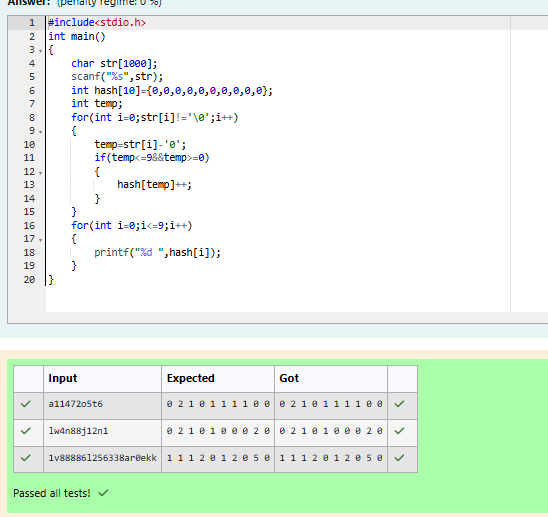 Answer: (penalty regime: 0 %)
1 #include<stdio.h>
2 int main()
3 {
4 char str[1000];
5 scanf("%s",str);
6 int hash[10]={0,0,0,0,0,0,0,0,0,0};
7 int temp;
8 for(int i=0;str[i]!='\0';i++)
9 {
10 temp=str[i]-'0';
11 if(temp<=9&&temp>=0)
12 {
13 hash[temp]++;
14 }
15 }
16 for(int i=0;i<=9;i++)
17 {
18 printf("%d ",hash[i]);
19 }
20 }
Input Expected Got
a11472o5t6 0 2 1 0 1 1 1 1 0 0 0 2 1 0 1 1 1 1 0 0
lw4n88j12n1 0 2 1 0 1 0 0 0 2 0 0 2 1 0 1 0 0 0 2 0
1v88886l256338ar0ekk 1 1 1 2 0 1 2 0 5 0 1 1 1 2 0 1 2 0 5 0
Passed all tests!